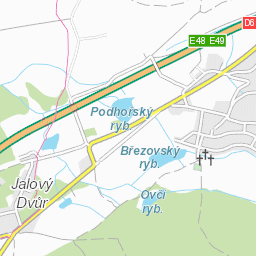 D6
E48 E49
Podhorský
ryb.
Březovský
ryb.
Jalový
Dvůr
Ovčí
ryb.